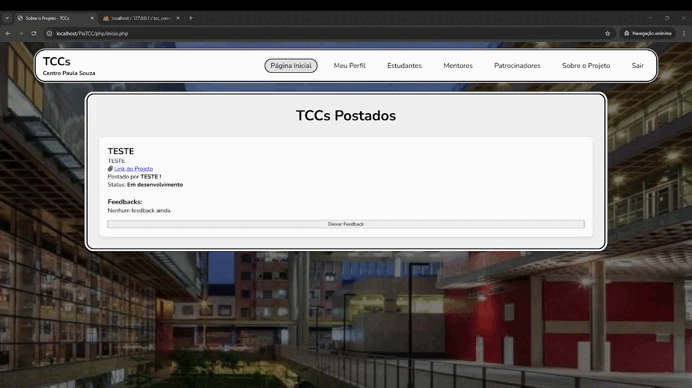 Sobre o Projeto - TCCs
localhost / 127.0.0.1 / tcc_com
localhost/PlaTCC/php/inicio.php
Navegação anônima
TCCs
Centro Paula Souza
Página Inicial
Meu Perfil
Estudantes
Mentores
Patrocinadores
Sobre o Projeto
Sair
TCCs Postados
TESTE
TESTE
Link do Projeto
Postado por TESTE !
Status: Em desenvolvimento
Feedbacks:
Nenhum feedback ainda.
Deixar Feedback